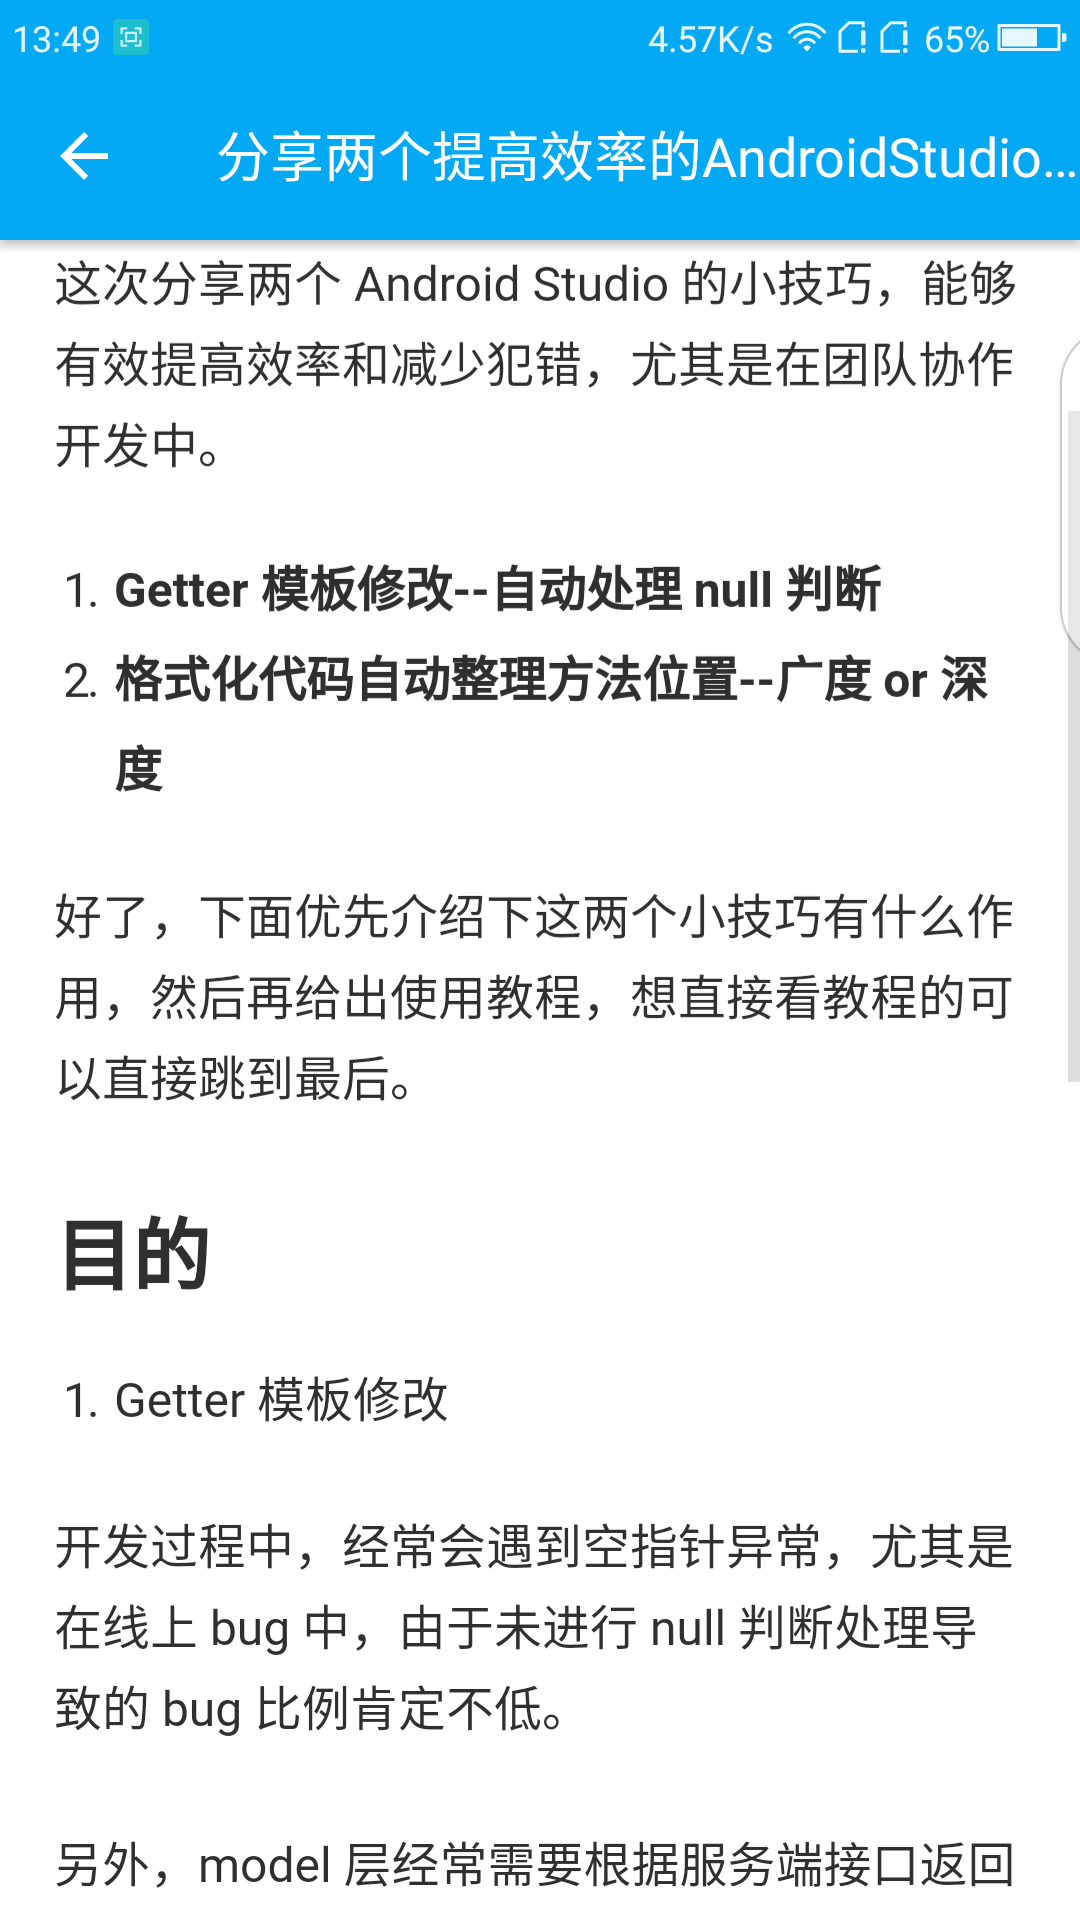 13:49 4.57K/s 65%
分享两个提高效率的AndroidStudio...
这次分享两个 Android Studio 的小技巧，能够
有效提高效率和减少犯错，尤其是在团队协作
开发中。
1. Getter 模板修改--自动处理 null 判断
2. 格式化代码自动整理方法位置--广度 or 深
度
好了，下面优先介绍下这两个小技巧有什么作
用，然后再给出使用教程，想直接看教程的可
以直接跳到最后。
目的
1. Getter 模板修改
开发过程中，经常会遇到空指针异常，尤其是
在线上 bug 中，由于未进行 null 判断处理导
致的 bug 比例肯定不低。
另外，model 层经常需要根据服务端接口返回